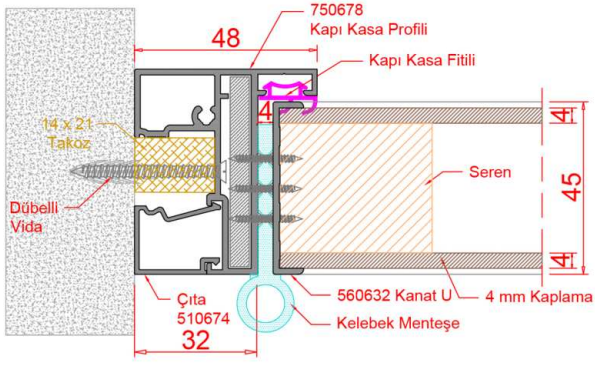 750678
Kapı Kasa Profili
48
Kapı Kasa Fitili
4
4
14 x 21
Takoz
Seren
45
Dübelli
Vida
4
Çıta
510674
560632 Kanat U
4 mm Kaplama
Kelebek Menteşe
32